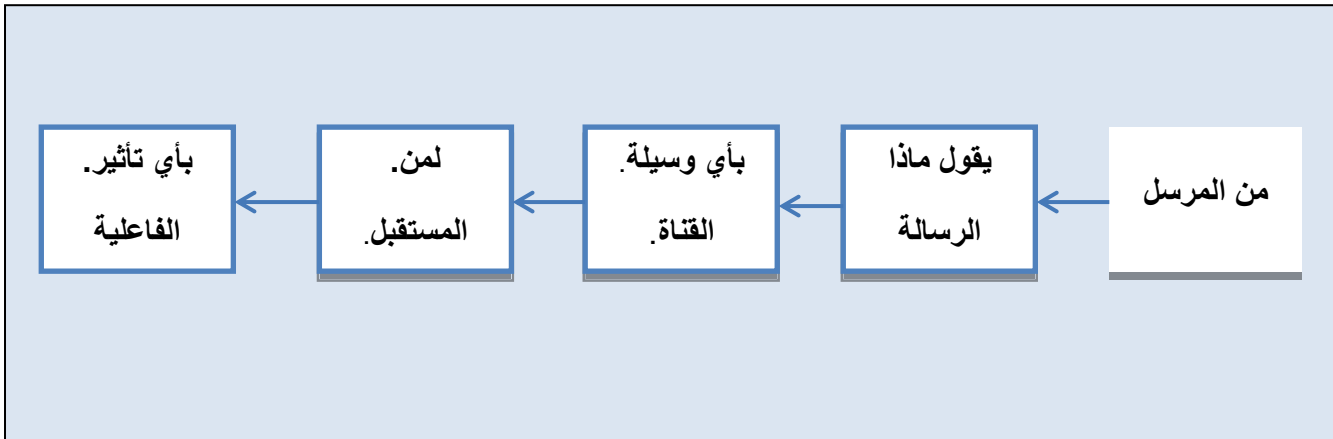 من المرسل
يقول ماذا
الرسالة
بأي وسيلة.
القناة.
لمن.
المستقبل.
بأي تأثير.
الفاعلية